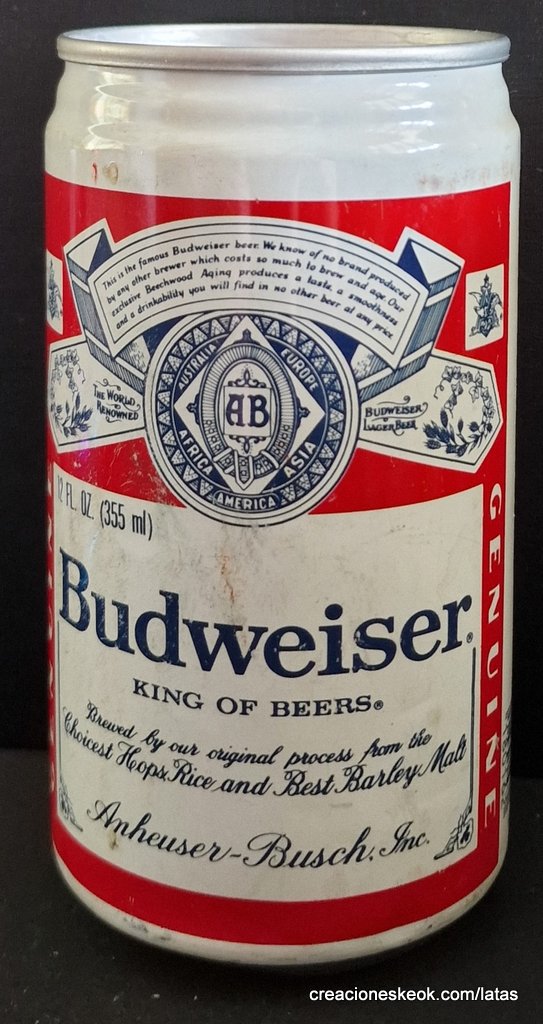 This is the famous Budweiser beer. We know of no brand produced
by any other brewer which costs so much to brew and age. Our
exclusive Beechwood Aging produces a taste, a smoothness
and a drinkability you will find in no other beer at any price
AUSTRALIA
EUROPE
THE WORLD
RENOWNED
AB
BUDWEISER
LAGER BEER
AFRICA
ASIA
AMERICA
12 FL. OZ. (355 ml)
GENUINE
Budweiser®
KING OF BEERS®
Brewed by our original process from the
Choicest Hops, Rice and Best Barley Malt
Anheuser-Busch, Inc.
creacioneskeok.com/latas